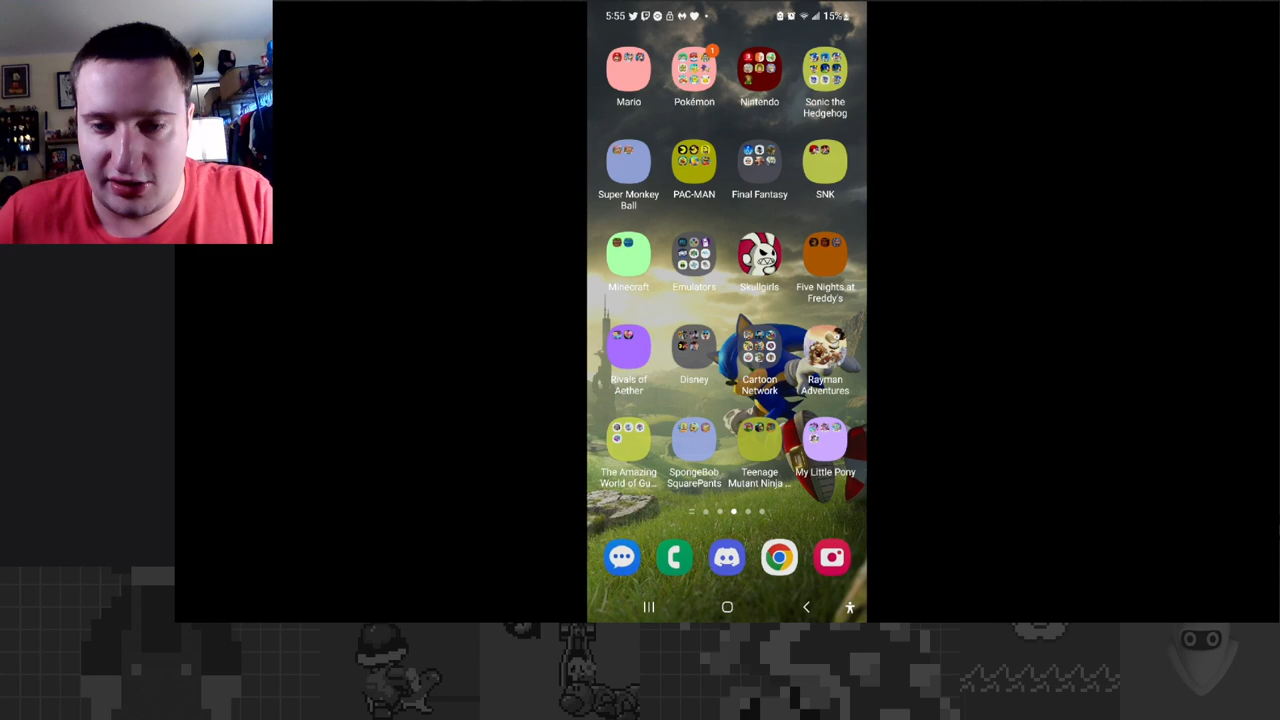 5:55
15%
1
Mario
Pokémon
Nintendo
Sonic the
Hedgehog
Super Monkey
Ball
PAC-MAN
Final Fantasy
SNK
Minecraft
Emulators
Skullgirls
Five Nights at
Freddy's
Rivals of
Aether
Disney
Cartoon
Network
Rayman
Adventures
The Amazing
World of Gu...
SpongeBob
SquarePants
Teenage
Mutant Ninja ...
My Little Pony